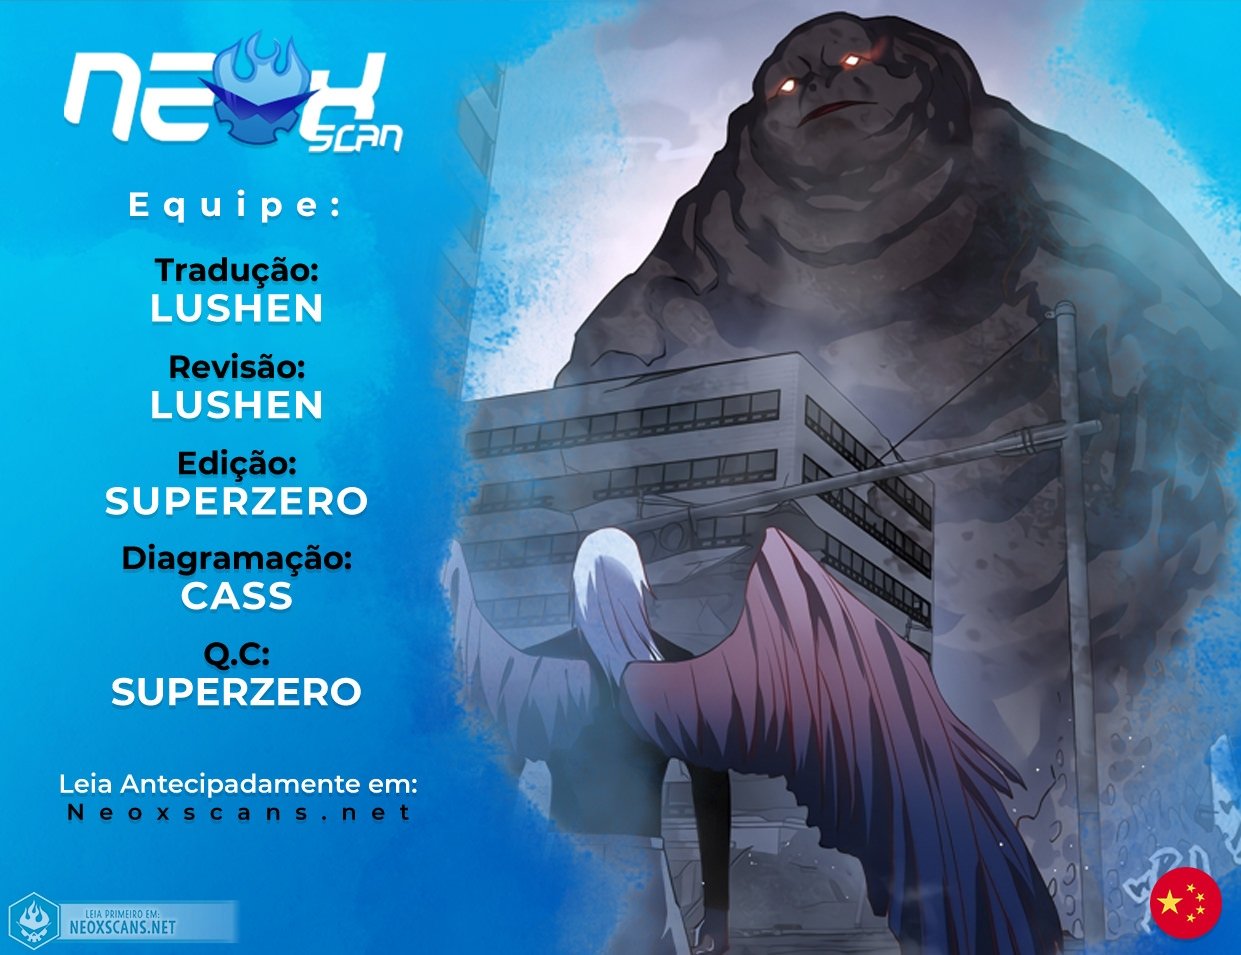 NEOX
SCAN
Equipe:
Tradução:
LUSHEN
Revisão:
LUSHEN
Edição:
SUPERZERO
Diagramação:
CASS
Q.C:
SUPERZERO
Leia Antecipadamente em:
Neoxscans.net
LEIA PRIMEIRO EM:
NEOXSCANS.NET